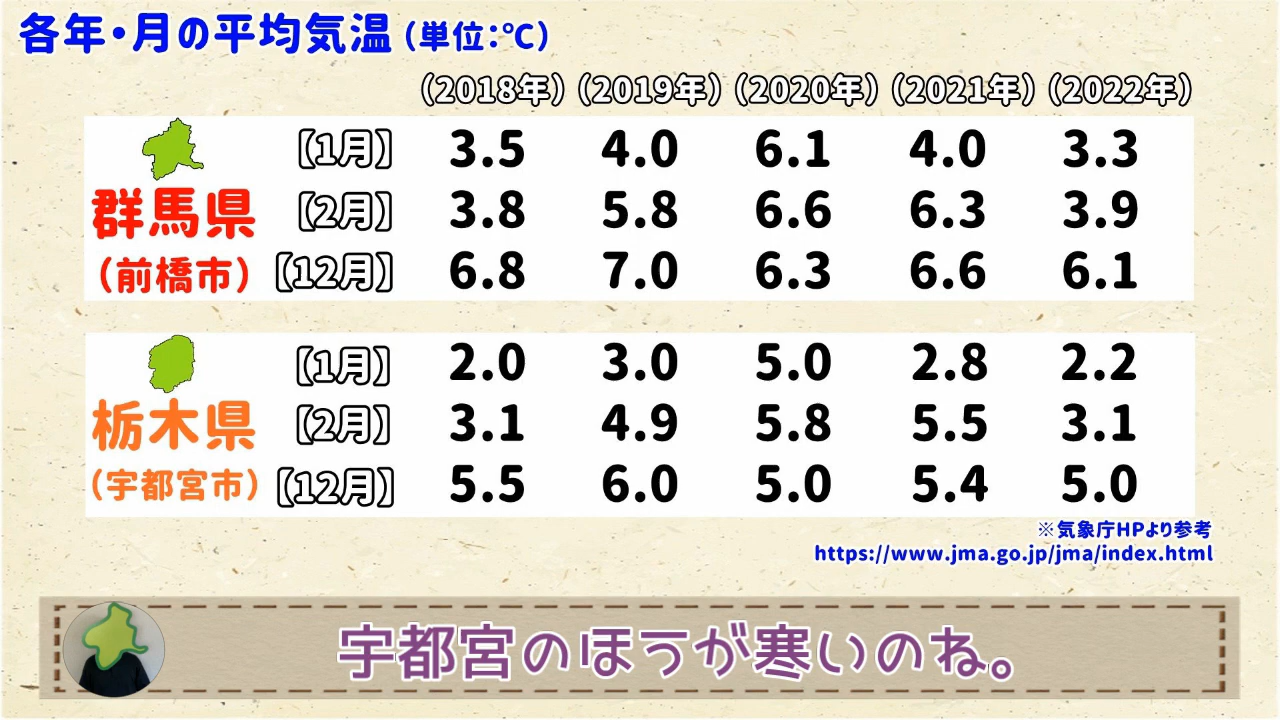 各年・月の平均気温（単位：℃）
（2018年）（2019年）（2020年）（2021年）（2022年）
【1月】 3.5 4.0 6.1 4.0 3.3
群馬県 【2月】 3.8 5.8 6.6 6.3 3.9
（前橋市） 【12月】 6.8 7.0 6.3 6.6 6.1
【1月】 2.0 3.0 5.0 2.8 2.2
栃木県 【2月】 3.1 4.9 5.8 5.5 3.1
（宇都宮市） 【12月】 5.5 6.0 5.0 5.4 5.0
※気象庁HPより参考
https://www.jma.go.jp/jma/index.html
宇都宮のほうが寒いのね。